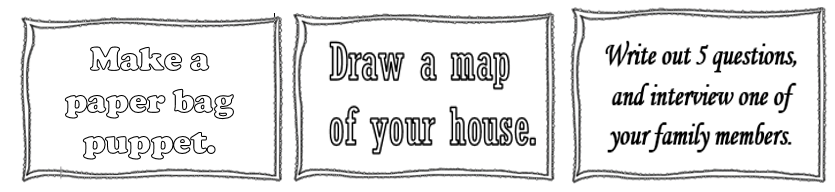 Make a
paper bag
puppet.
Draw a map
of your house.
Write out 5 questions,
and interview one of
your family members.